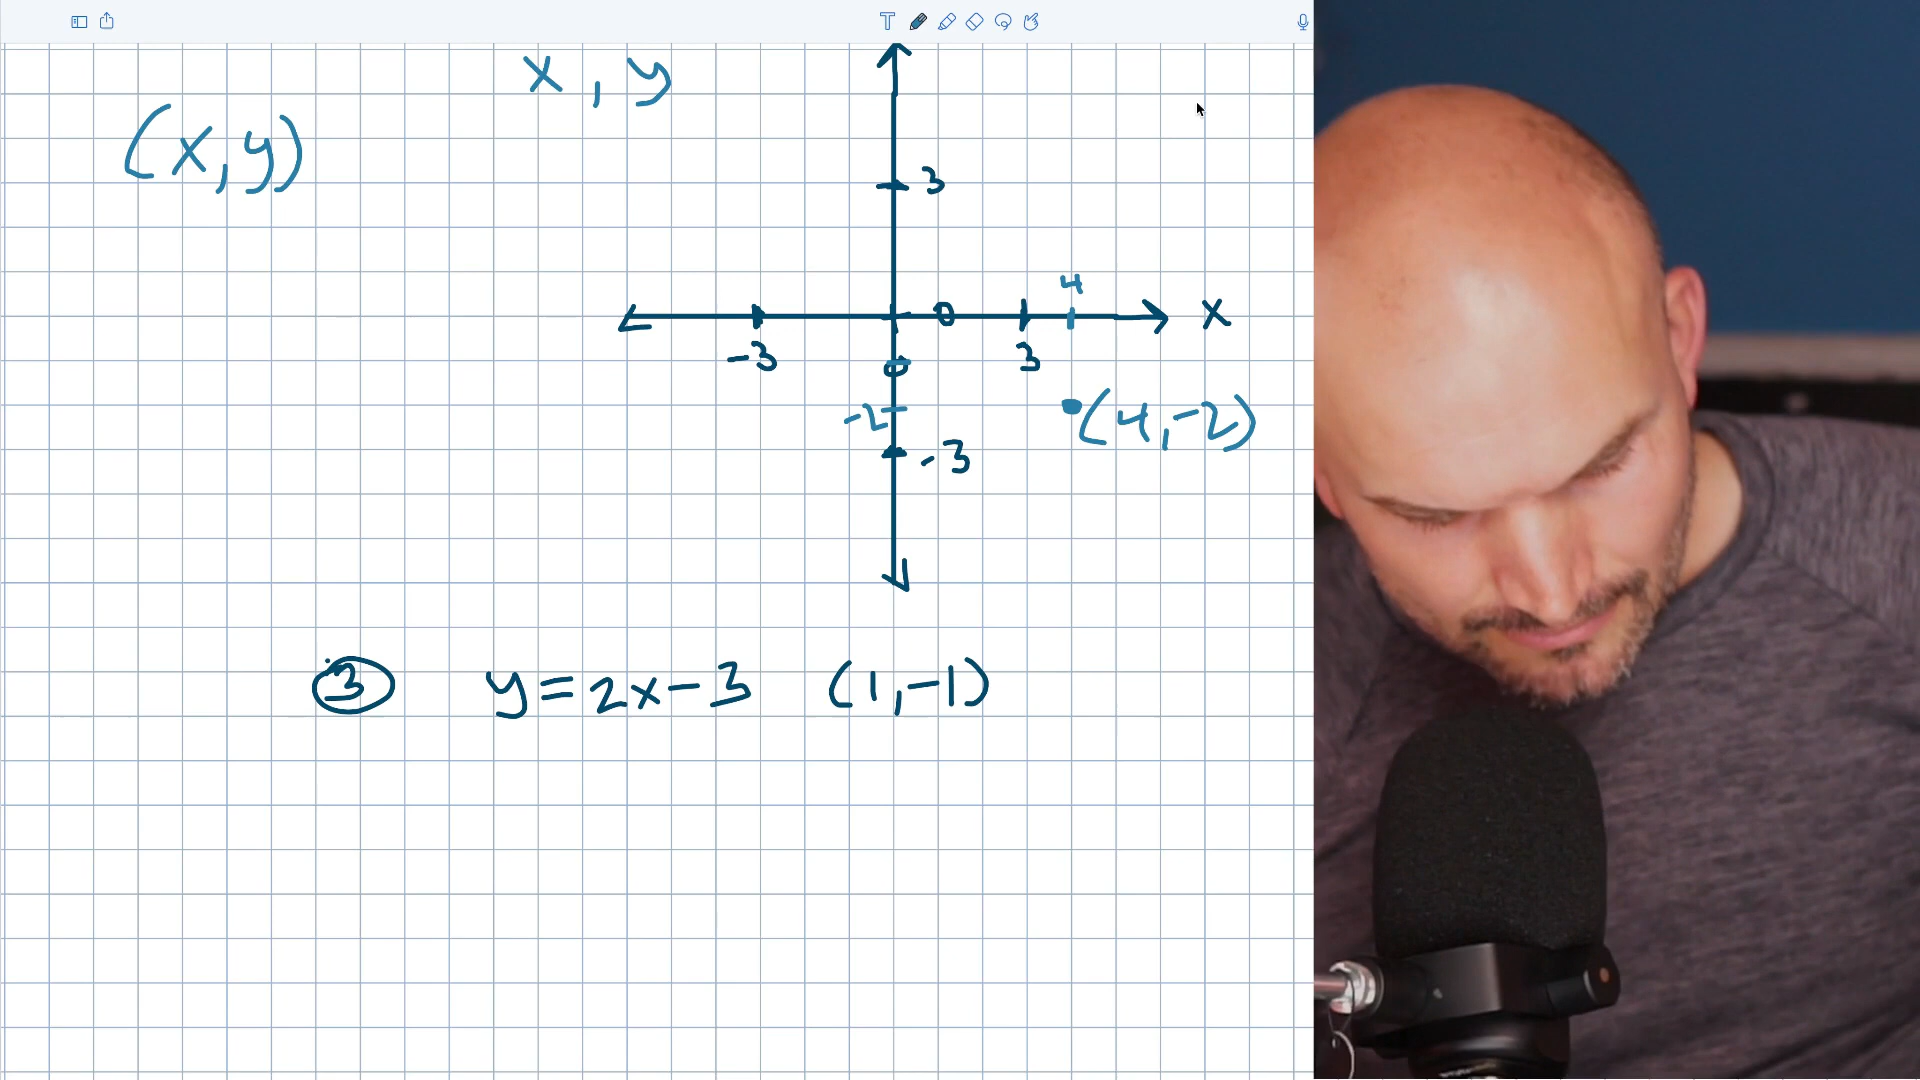 x , y
(x,y)
3
4
0
x
-3
0
3
-2
(4,-2)
-3
3 y=2x-3 (1,-1)